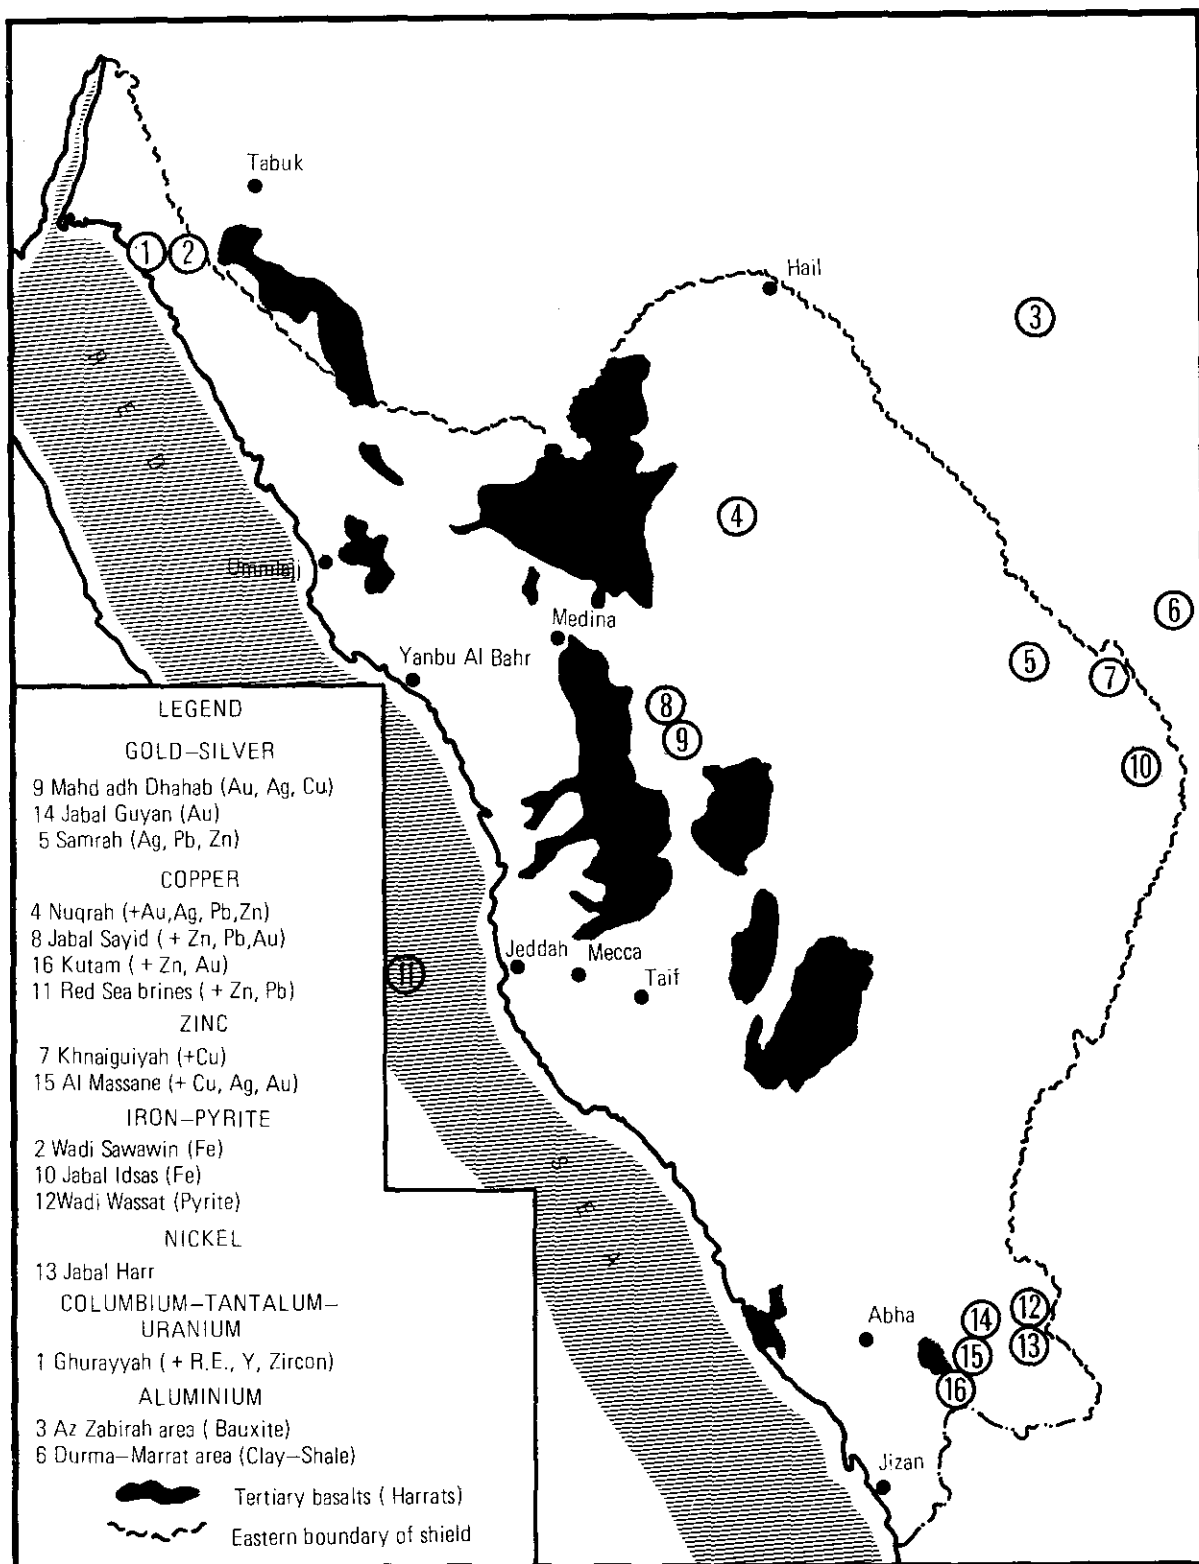 Tabuk
1
2
Hail
3
R
E
D
4
Ummlejj
6
Medina
Yanbu Al Bahr
5
7
8
9
10
LEGEND
GOLD–SILVER
9 Mahd adh Dhahab (Au, Ag, Cu)
14 Jabal Guyan (Au)
5 Samrah (Ag, Pb, Zn)
COPPER
4 Nuqrah (+Au,Ag, Pb,Zn)
8 Jabal Sayid ( + Zn, Pb,Au)
16 Kutam ( + Zn, Au)
11 Red Sea brines ( + Zn, Pb)
ZINC
7 Khnaiguiyah (+Cu)
15 Al Massane (+ Cu, Ag, Au)
IRON–PYRITE
2 Wadi Sawawin (Fe)
10 Jabal Idsas (Fe)
12Wadi Wassat (Pyrite)
NICKEL
13 Jabal Harr
COLUMBIUM–TANTALUM–
URANIUM
1 Ghurayyah ( + R.E., Y, Zircon)
ALUMINIUM
3 Az Zabirah area ( Bauxite)
6 Durma–Marrat area (Clay–Shale)
Tertiary basalts ( Harrats)
Eastern boundary of shield
11
Jeddah
Mecca
Taif
S
E
A
Abha
14
12
13
15
16
Jizan